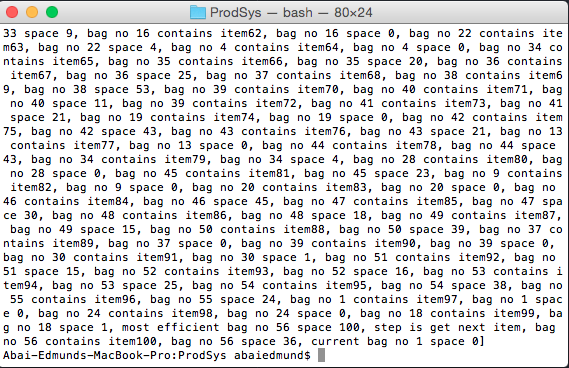 ProdSys — bash — 80×24
33 space 9, bag no 16 contains item62, bag no 16 space 0, bag no 22 contains ite
m63, bag no 22 space 4, bag no 4 contains item64, bag no 4 space 0, bag no 34 co
ntains item65, bag no 35 contains item66, bag no 35 space 20, bag no 36 contains
 item67, bag no 36 space 25, bag no 37 contains item68, bag no 38 contains item6
9, bag no 38 space 53, bag no 39 contains item70, bag no 40 contains item71, bag
 no 40 space 11, bag no 39 contains item72, bag no 41 contains item73, bag no 41
 space 21, bag no 19 contains item74, bag no 19 space 0, bag no 42 contains item
75, bag no 42 space 43, bag no 43 contains item76, bag no 43 space 21, bag no 13
 contains item77, bag no 13 space 0, bag no 44 contains item78, bag no 44 space 
43, bag no 34 contains item79, bag no 34 space 4, bag no 28 contains item80, bag
 no 28 space 0, bag no 45 contains item81, bag no 45 space 23, bag no 9 contains
 item82, bag no 9 space 0, bag no 20 contains item83, bag no 20 space 0, bag no 
46 contains item84, bag no 46 space 45, bag no 47 contains item85, bag no 47 spa
ce 30, bag no 48 contains item86, bag no 48 space 18, bag no 49 contains item87,
 bag no 49 space 15, bag no 50 contains item88, bag no 50 space 39, bag no 37 co
ntains item89, bag no 37 space 0, bag no 39 contains item90, bag no 39 space 0, 
bag no 30 contains item91, bag no 30 space 1, bag no 51 contains item92, bag no 
51 space 15, bag no 52 contains item93, bag no 52 space 16, bag no 53 contains i
tem94, bag no 53 space 25, bag no 54 contains item95, bag no 54 space 38, bag no
 55 contains item96, bag no 55 space 24, bag no 1 contains item97, bag no 1 spac
e 0, bag no 24 contains item98, bag no 24 space 0, bag no 18 contains item99, ba
g no 18 space 1, most efficient bag no 56 space 100, step is get next item, bag 
no 56 contains item100, bag no 56 space 36, current bag no 1 space 0]
Abai-Edmunds-MacBook-Pro:ProdSys abaiedmund$